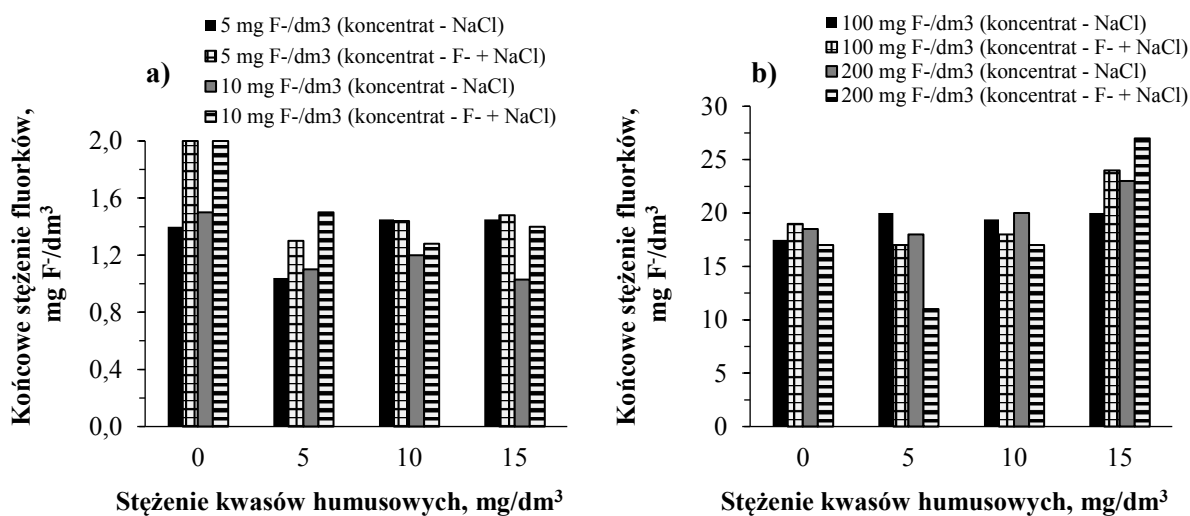 5 mg F-/dm3 (koncentrat - NaCl)
5 mg F-/dm3 (koncentrat - F- + NaCl)
10 mg F-/dm3 (koncentrat - NaCl)
10 mg F-/dm3 (koncentrat - F- + NaCl)
a)
Końcowe stężenie fluorków,
mg F-/dm³
2,0
1,6
1,2
0,8
0,4
0,0
0 5 10 15
Stężenie kwasów humusowych, mg/dm³
100 mg F-/dm3 (koncentrat - NaCl)
100 mg F-/dm3 (koncentrat - F- + NaCl)
200 mg F-/dm3 (koncentrat - NaCl)
200 mg F-/dm3 (koncentrat - F- + NaCl)
b)
Końcowe stężenie fluorków,
mg F-/dm³
30
25
20
15
10
5
0
0 5 10 15
Stężenie kwasów humusowych, mg/dm³